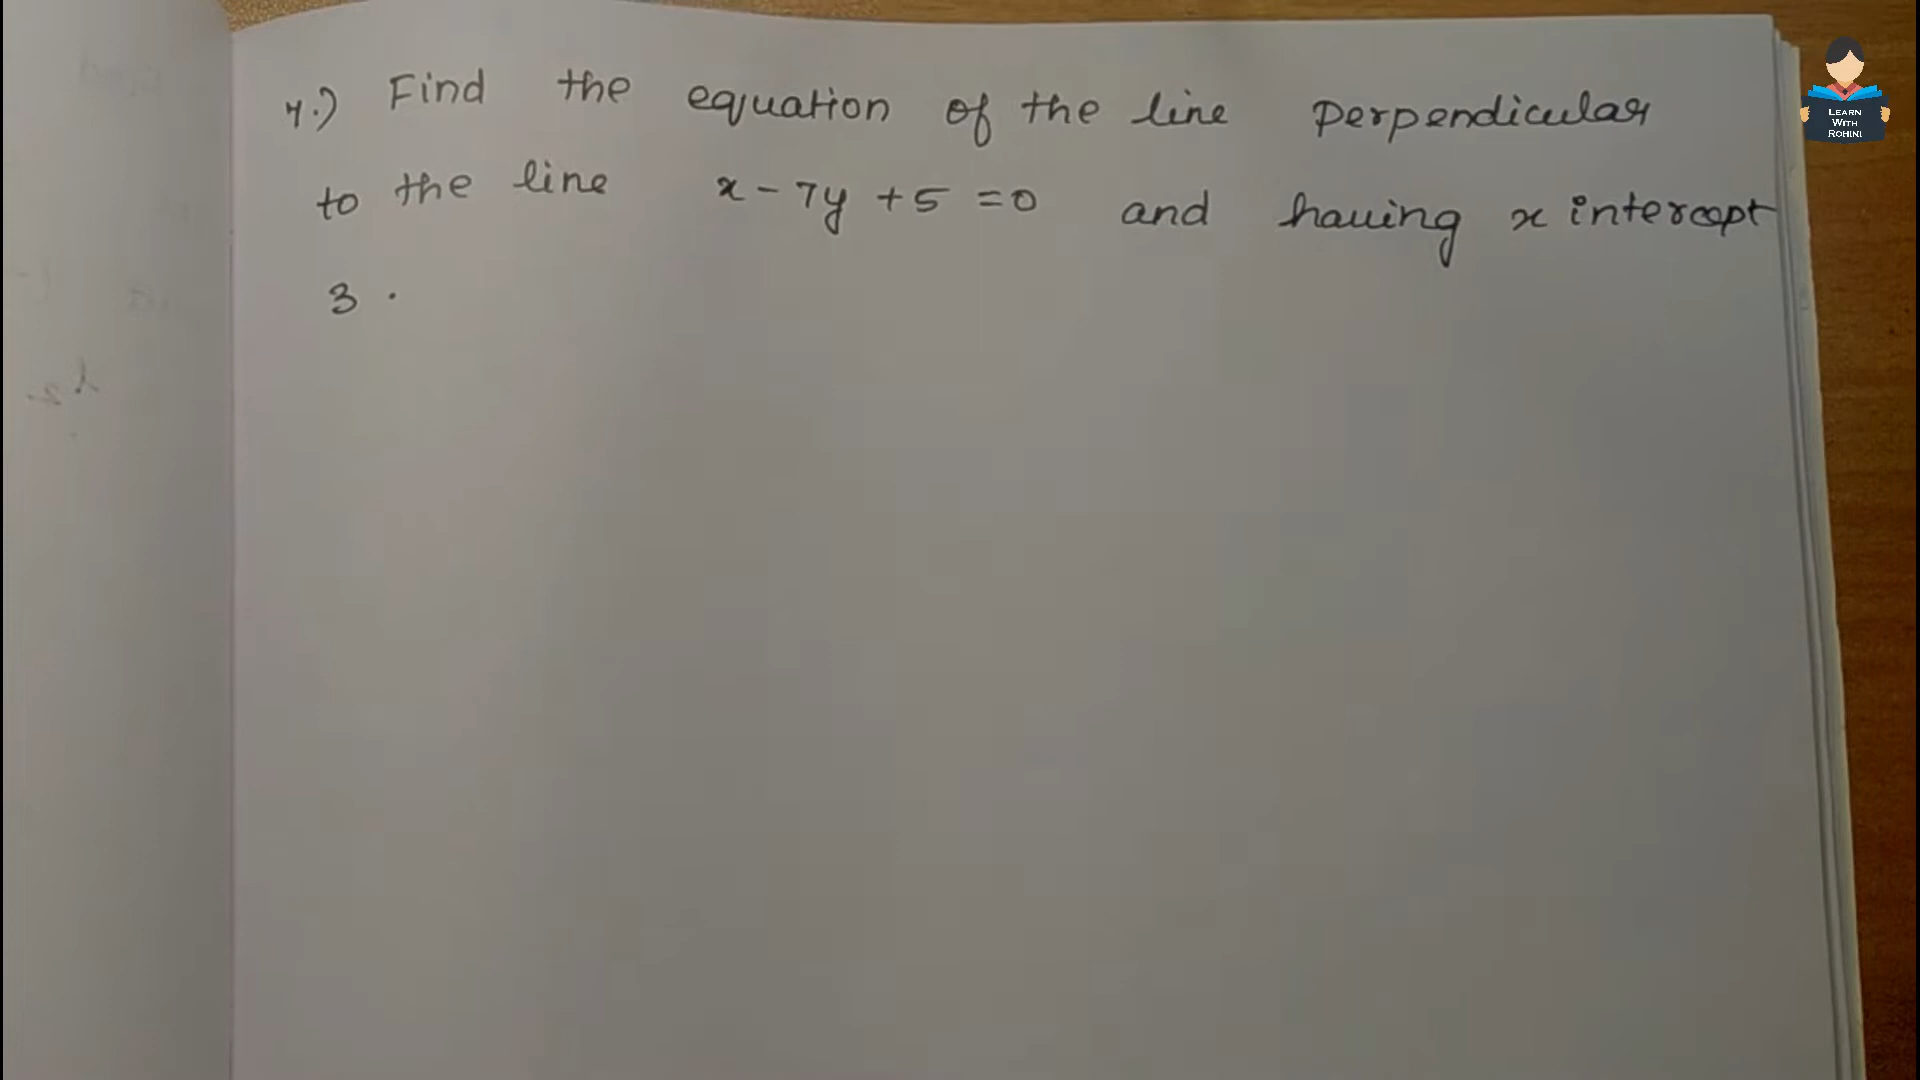 7.) Find the equation of the line perpendicular
to the line x - 7y + 5 = 0 and having x intercept
3.
LEARN
WITH
ROHINI